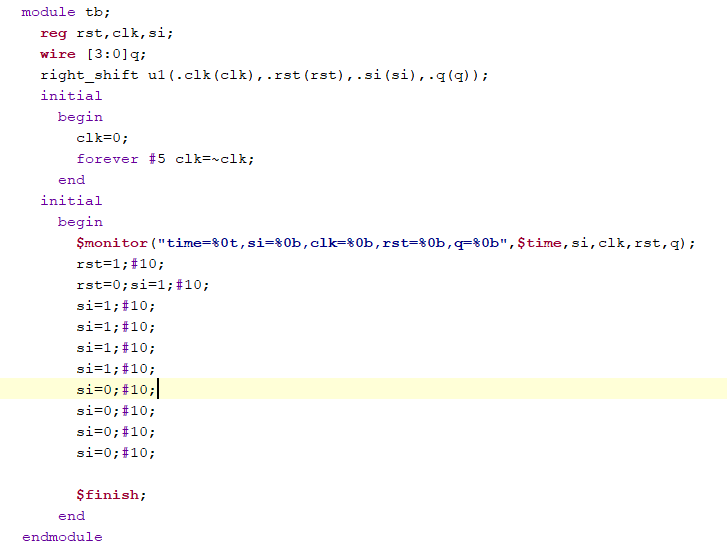 module tb;
reg rst,clk,si;
wire [3:0]q;
right_shift u1(.clk(clk),.rst(rst),.si(si),.q(q));
initial
begin
clk=0;
forever #5 clk=~clk;
end
initial
begin
$monitor("time=%0t,si=%0b,clk=%0b,rst=%0b,q=%0b",$time,si,clk,rst,q);
rst=1;#10;
rst=0;si=1;#10;
si=1;#10;
si=1;#10;
si=1;#10;
si=1;#10;
si=0;#10;
si=0;#10;
si=0;#10;
si=0;#10;
$finish;
end
endmodule